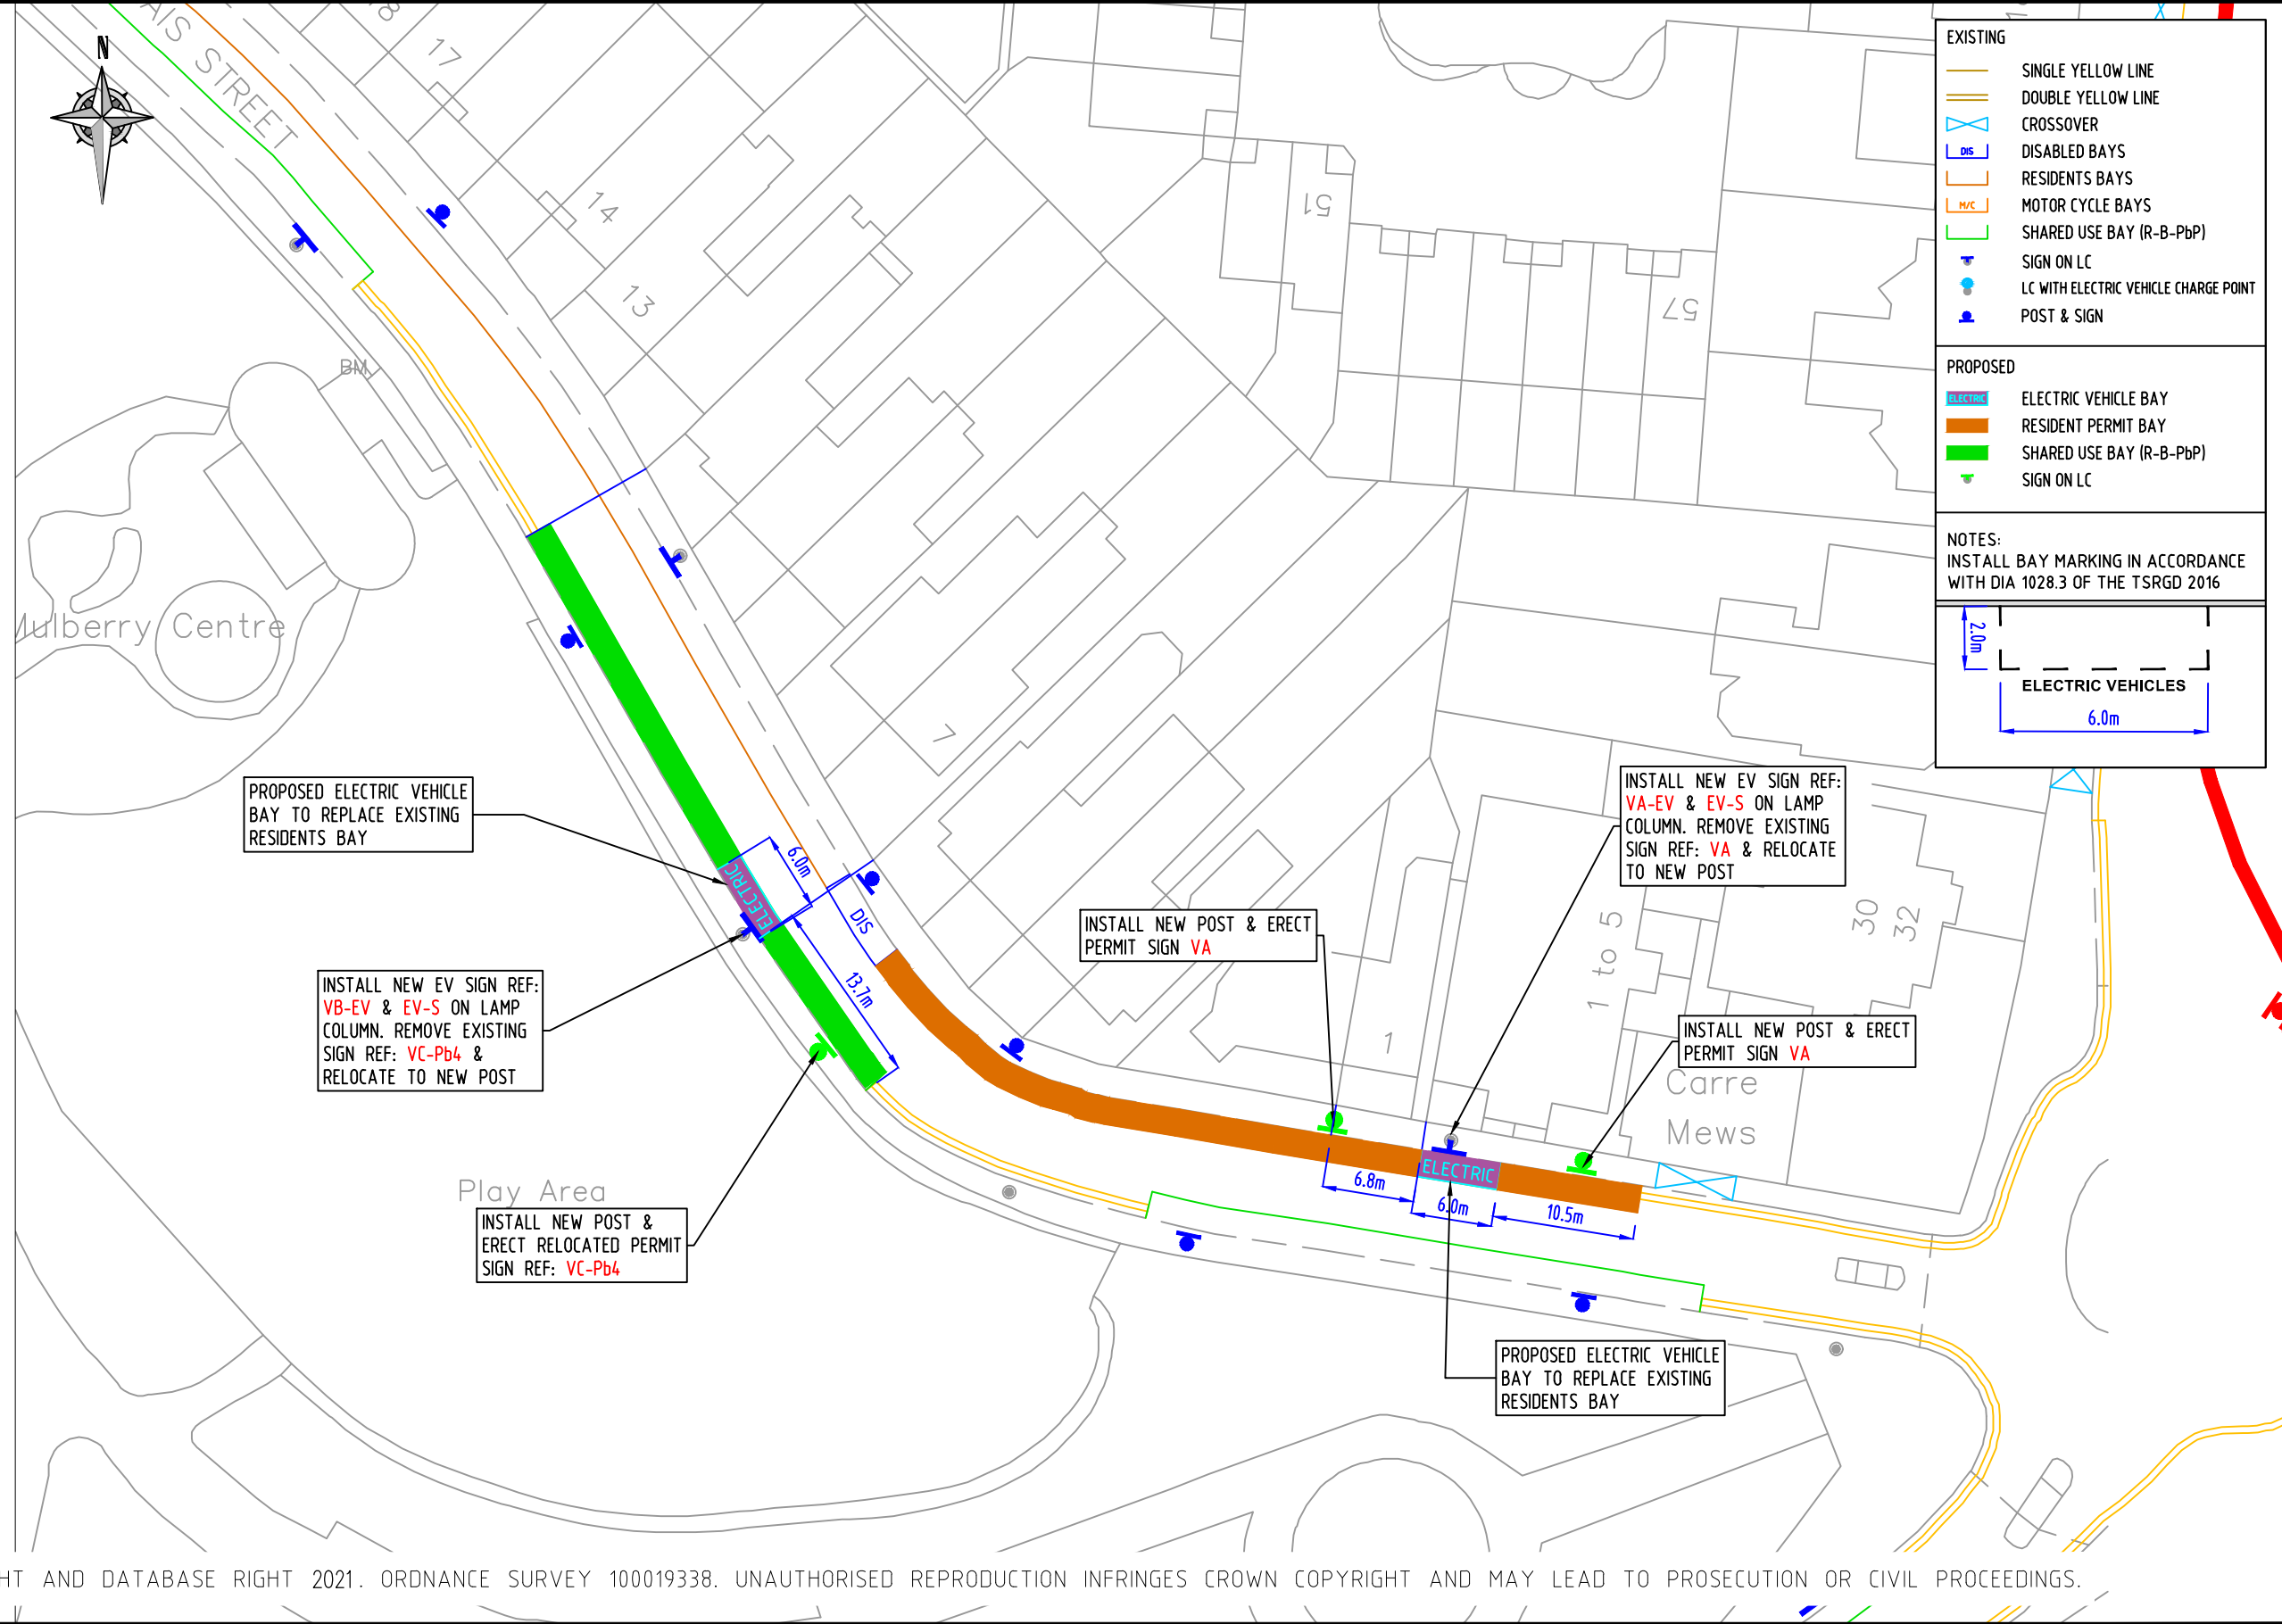 N
AIS STREET
18
17
14
13
51
57
BM
Mulberry Centre
7
PROPOSED ELECTRIC VEHICLE
BAY TO REPLACE EXISTING
RESIDENTS BAY
ELECTRIC
ELECTRIC
6.0m
DIS
13.7m
INSTALL NEW EV SIGN REF:
VB-EV & EV-S ON LAMP
COLUMN. REMOVE EXISTING
SIGN REF: VC-Pb4 &
RELOCATE TO NEW POST
Play Area
INSTALL NEW POST &
ERECT RELOCATED PERMIT
SIGN REF: VC-Pb4
INSTALL NEW POST & ERECT
PERMIT SIGN VA
INSTALL NEW EV SIGN REF:
VA-EV & EV-S ON LAMP
COLUMN. REMOVE EXISTING
SIGN REF: VA & RELOCATE
TO NEW POST
1
1 to 5
30
32
INSTALL NEW POST & ERECT
PERMIT SIGN VA
Carre
Mews
ELECTRIC
6.8m
6.0m
10.5m
PROPOSED ELECTRIC VEHICLE
BAY TO REPLACE EXISTING
RESIDENTS BAY
EXISTING
SINGLE YELLOW LINE
DOUBLE YELLOW LINE
CROSSOVER
DIS DISABLED BAYS
RESIDENTS BAYS
M/C MOTOR CYCLE BAYS
SHARED USE BAY (R-B-PbP)
SIGN ON LC
LC WITH ELECTRIC VEHICLE CHARGE POINT
POST & SIGN
PROPOSED
ELECTRIC ELECTRIC VEHICLE BAY
RESIDENT PERMIT BAY
SHARED USE BAY (R-B-PbP)
SIGN ON LC
NOTES:
INSTALL BAY MARKING IN ACCORDANCE
WITH DIA 1028.3 OF THE TSRGD 2016
2.0m
ELECTRIC VEHICLES
6.0m
HT AND DATABASE RIGHT 2021. ORDNANCE SURVEY 100019338. UNAUTHORISED REPRODUCTION INFRINGES CROWN COPYRIGHT AND MAY LEAD TO PROSECUTION OR CIVIL PROCEEDINGS.